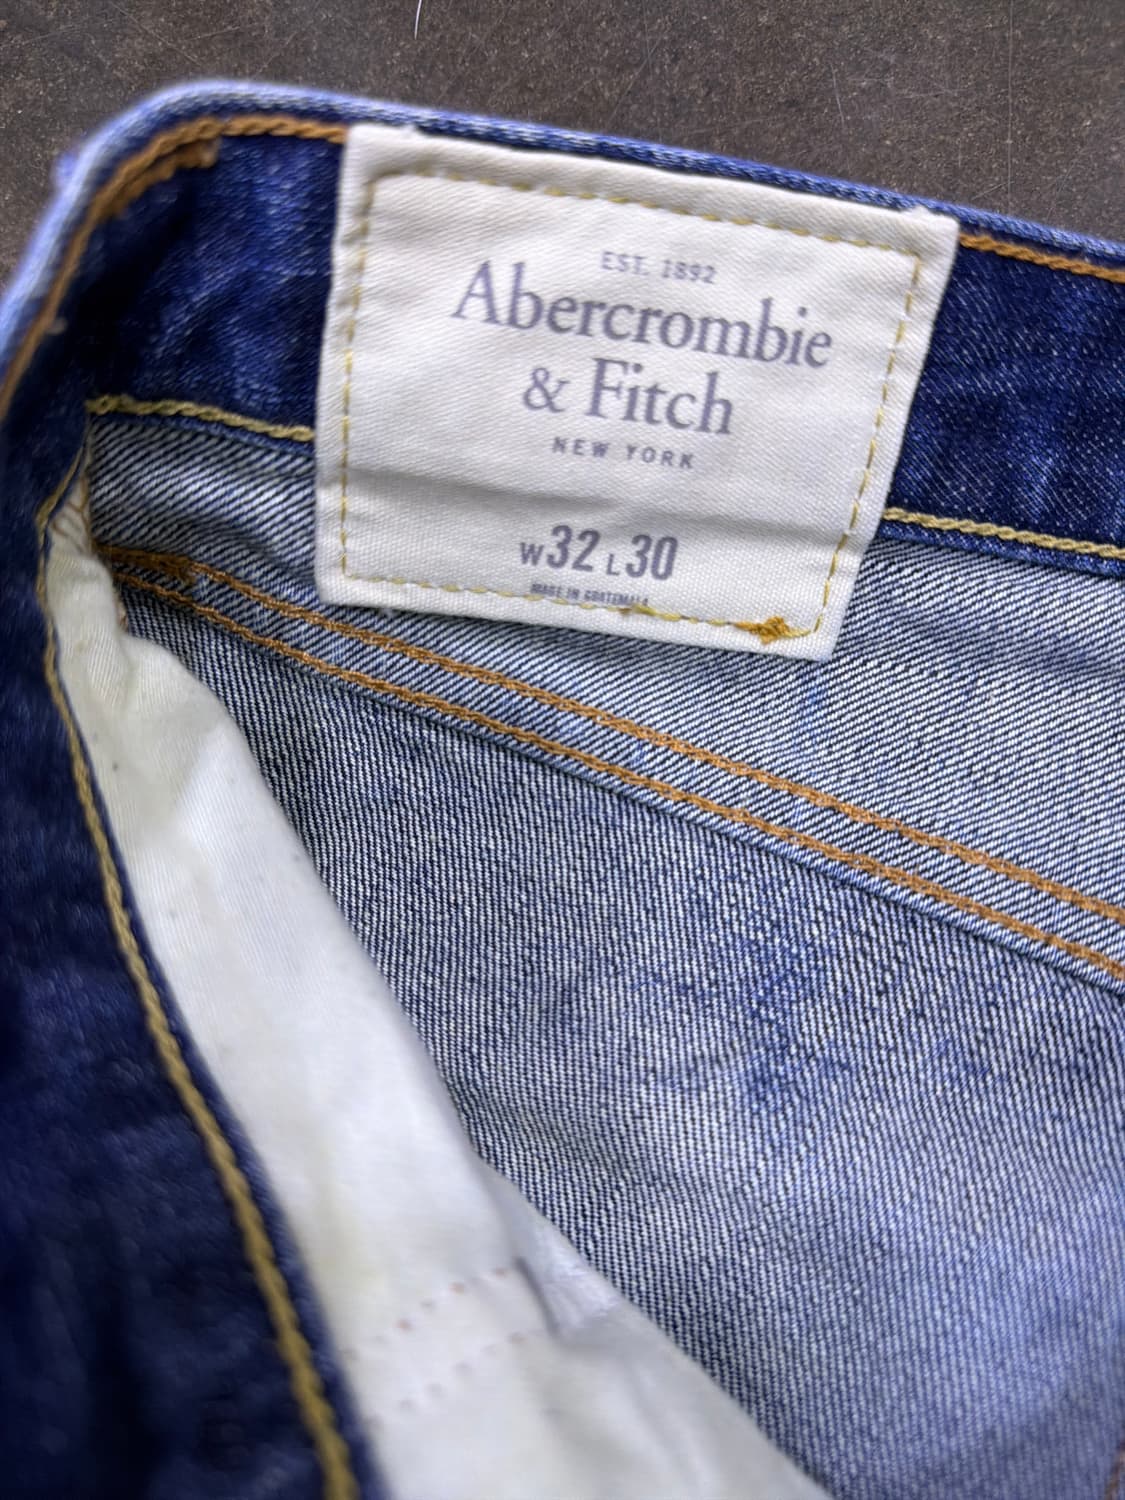 EST. 1892
Abercrombie
& Fitch
NEW YORK
W32 L30
MADE IN GUATEMALA